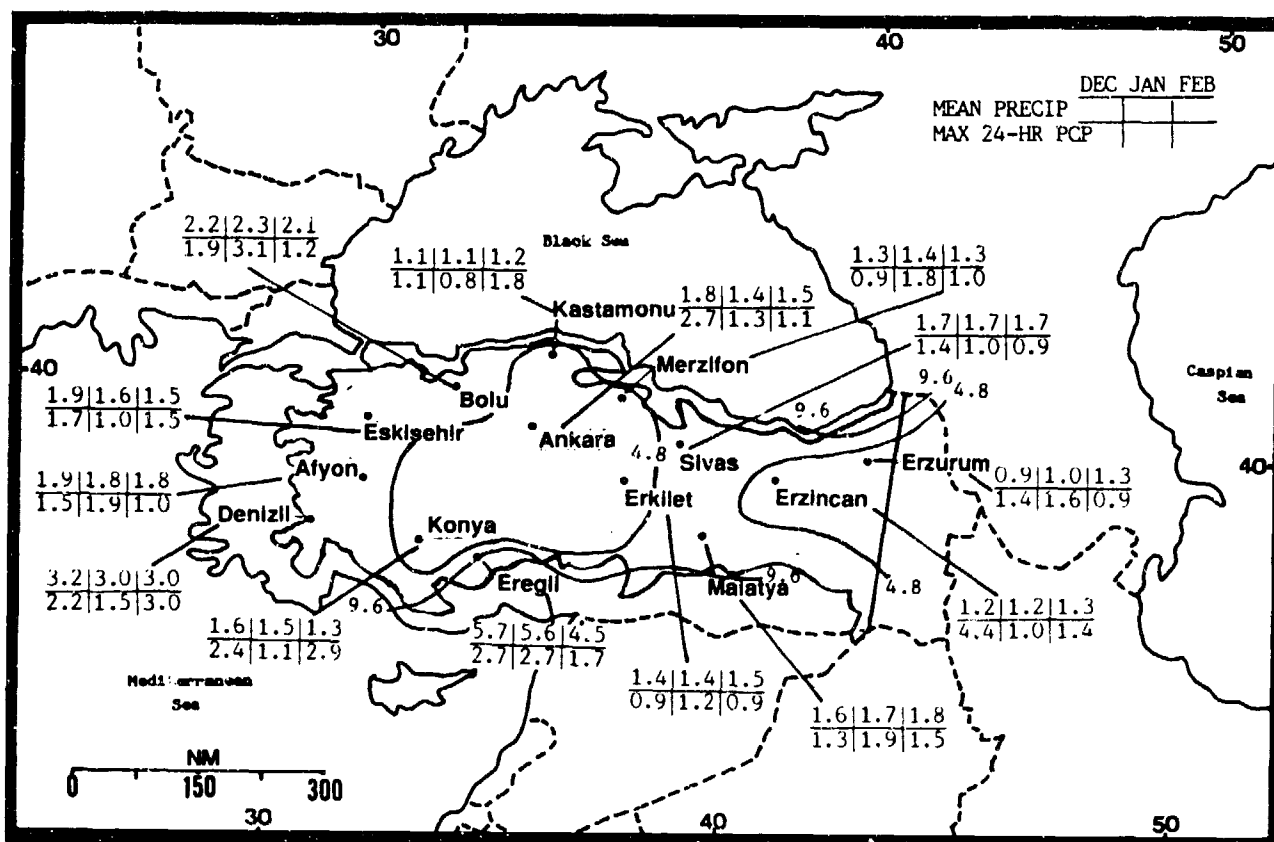 30 40 50
DEC JAN FEB
MEAN PRECIP
MAX 24-HR PCP
2.2|2.3|2.1
1.9|3.1|1.2
Black Sea
1.1|1.1|1.2
1.1|0.8|1.8
1.3|1.4|1.3
0.9|1.8|1.0
Kastamonu
1.8|1.4|1.5
2.7|1.3|1.1
1.7|1.7|1.7
1.4|1.0|0.9
40
Merzifon
9.6
4.8
Caspian
Sea
1.9|1.6|1.5
1.7|1.0|1.5
Bolu
9.6
Eskisehir
Ankara
4.8
Sivas
Erzurum
40
Afyon
1.9|1.8|1.8
1.5|1.9|1.0
0.9|1.0|1.3
1.4|1.6|0.9
Erkilet
Erzincan
Denizli
Konya
3.2|3.0|3.0
2.2|1.5|3.0
Eregli
Malatya
9.6
4.8
9.6
1.2|1.2|1.3
4.4|1.0|1.4
1.6|1.5|1.3
2.4|1.1|2.9
5.7|5.6|4.5
2.7|2.7|1.7
1.4|1.4|1.5
0.9|1.2|0.9
Mediterranean
Sea
1.6|1.7|1.8
1.3|1.9|1.5
NM
0 150 300
30 40 50